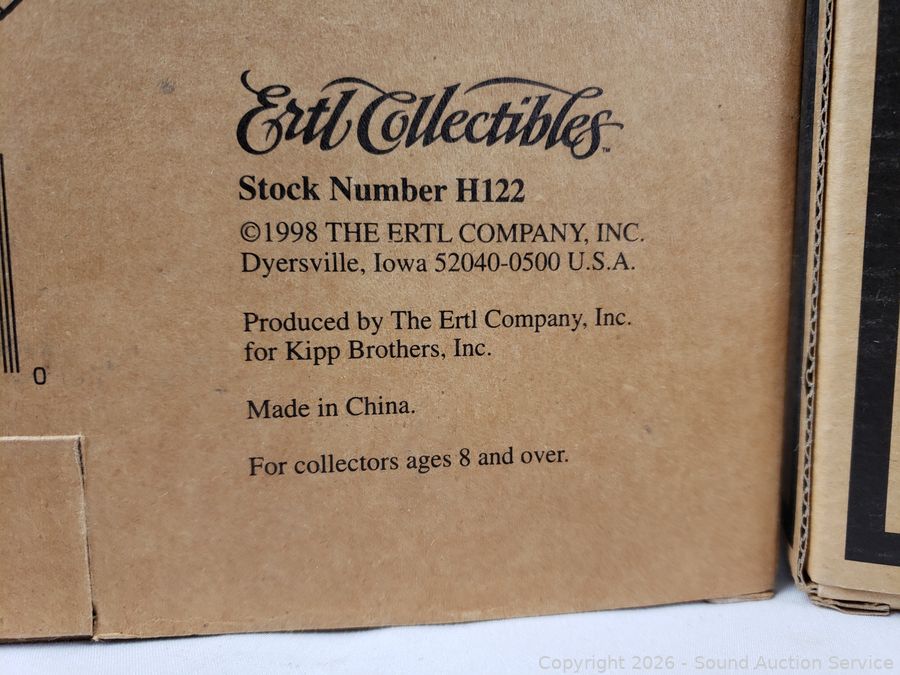 Ertl Collectibles™
Stock Number H122
©1998 THE ERTL COMPANY, INC.
Dyersville, Iowa 52040-0500 U.S.A.
Produced by The Ertl Company, Inc.
for Kipp Brothers, Inc.
Made in China.
For collectors ages 8 and over.
0
Copyright 2026 - Sound Auction Service